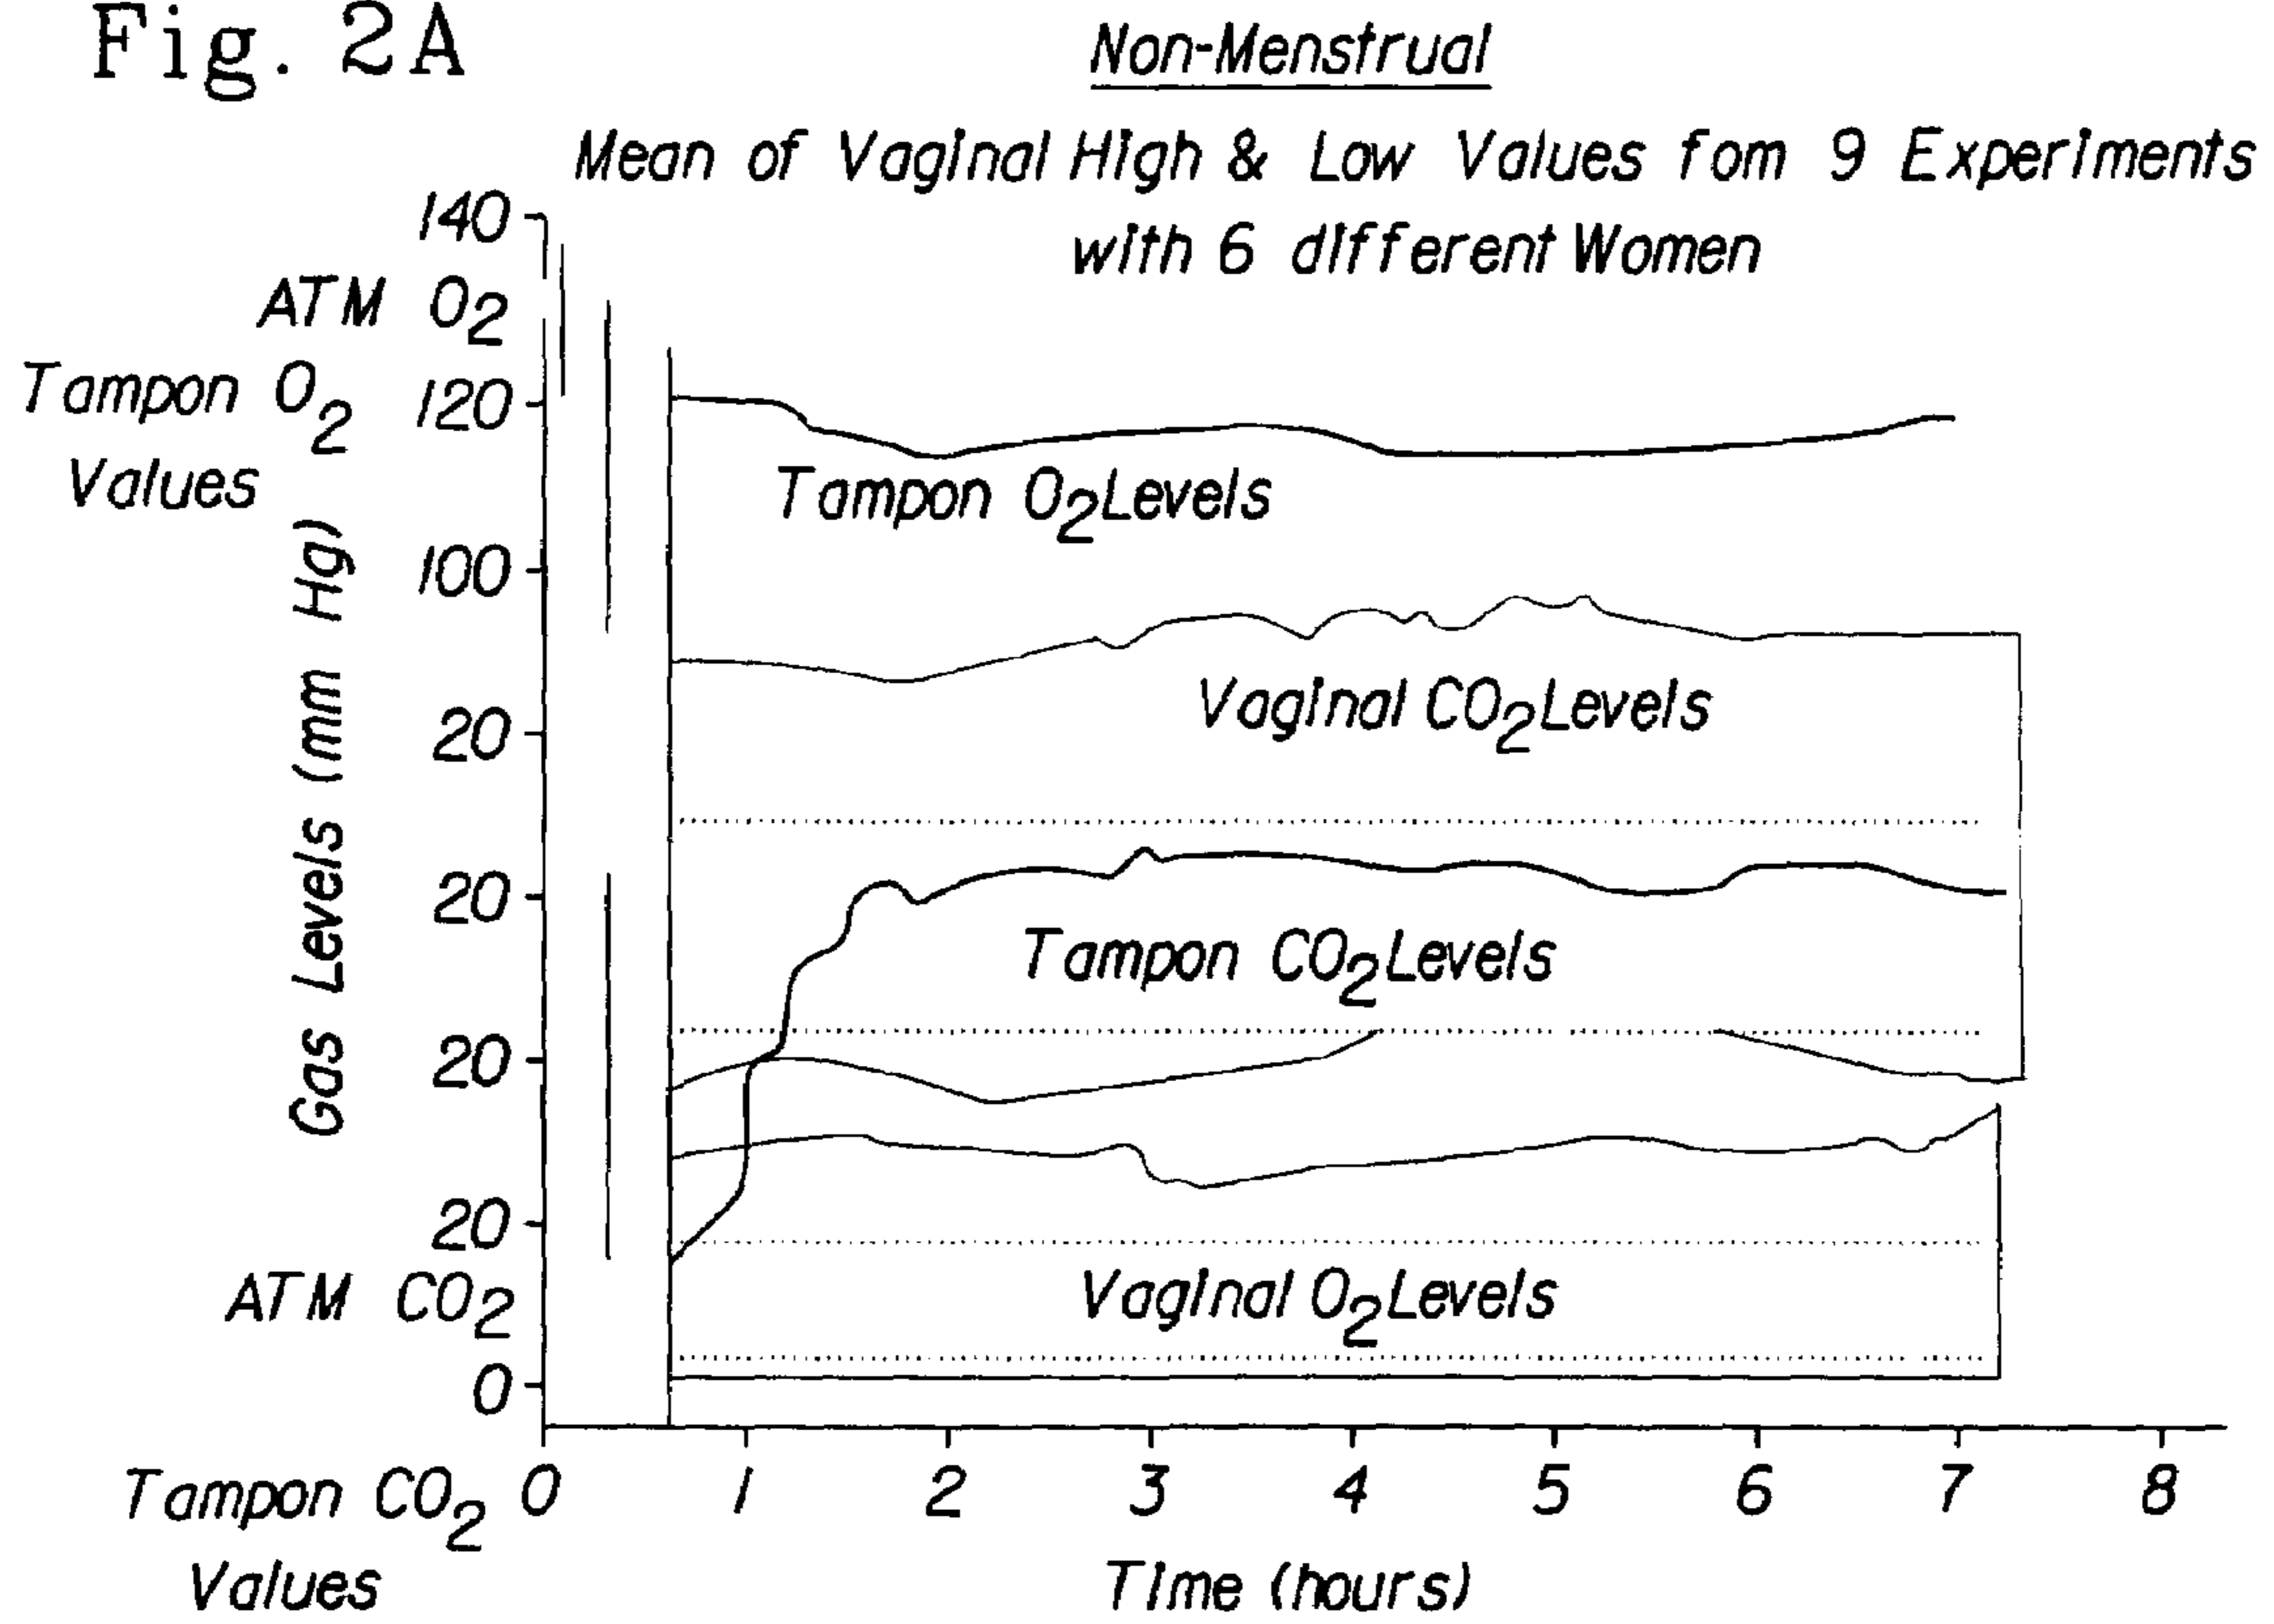 Fig. 2A
Non-Menstrual
Mean of Vaginal High & Low Values fom 9 Experiments
with 6 different Women
140
ATM O2
Tampon O2
Values
120
100
20
20
20
20
ATM CO2
0
Gas Levels (mm Hg)
Tampon O2 Levels
Vaginal CO2 Levels
Tampon CO2 Levels
Vaginal O2 Levels
0 1 2 3 4 5 6 7 8
Tampon CO2
Values
Time (hours)